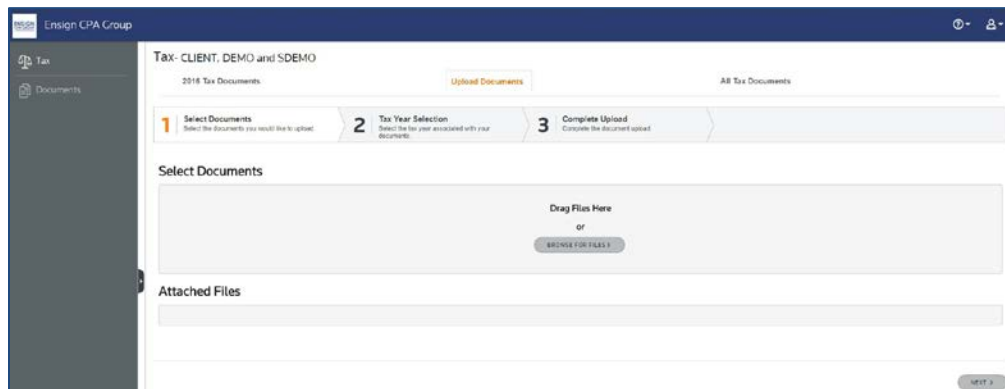 Ensign CPA Group
Tax
Documents
Tax- CLIENT, DEMO and SDEMO
2016 Tax Documents
Upload Documents
All Tax Documents
1
Select Documents
Select the documents you would like to upload.
2
Tax Year Selection
Select the tax year associated with your
documents.
3
Complete Upload
Complete the document upload.
Select Documents
Drag Files Here
or
BROWSE FOR FILES
Attached Files
NEXT